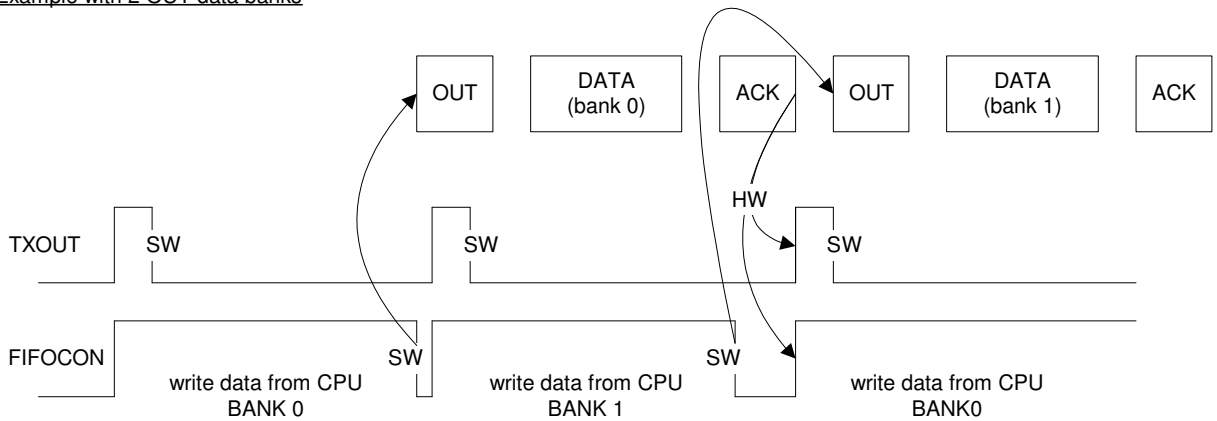 Example with 2 OUT data banks
OUT
DATA
(bank 0)
ACK
OUT
DATA
(bank 1)
ACK
HW
TXOUT
SW
SW
SW
FIFOCON
SW
SW
write data from CPU
BANK 0
write data from CPU
BANK 1
write data from CPU
BANK0